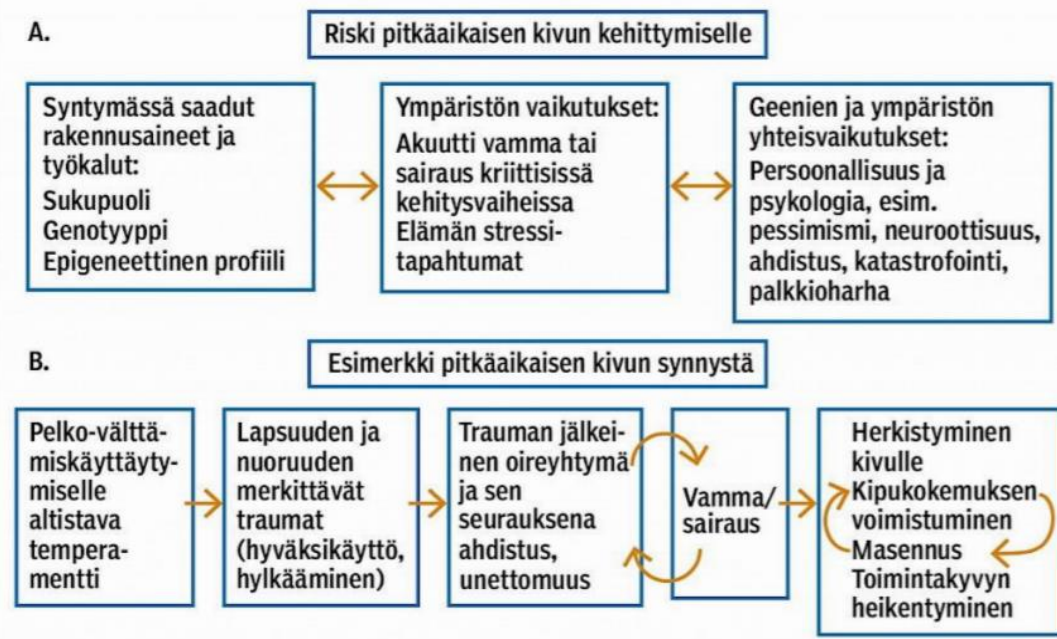 A.
Riski pitkäaikaisen kivun kehittymiselle
Syntymässä saadut
rakennusaineet ja
työkalut:
Sukupuoli
Genotyyppi
Epigeneettinen profiili
Ympäristön vaikutukset:
Akuutti vamma tai
sairaus kriittisissä
kehitysvaiheissa
Elämän stressi-
tapahtumat
Geenien ja ympäristön
yhteisvaikutukset:
Persoonallisuus ja
psykologia, esim.
pessimismi, neuroottisuus,
ahdistus, katastrofointi,
palkkioharha
B.
Esimerkki pitkäaikaisen kivun synnystä
Pelko-välttä-
miskäyttäyty-
miselle
altistava
tempera-
mentti
Lapsuuden ja
nuoruuden
merkittävät
traumat
(hyväksikäyttö,
hylkääminen)
Trauman jälkei-
nen oireyhtymä
ja sen
seurauksena
ahdistus,
unettomuus
Vamma/
sairaus
Herkistyminen
kivulle
Kipukokemuksen
voimistuminen
Masennus
Toimintakyvyn
heikentyminen